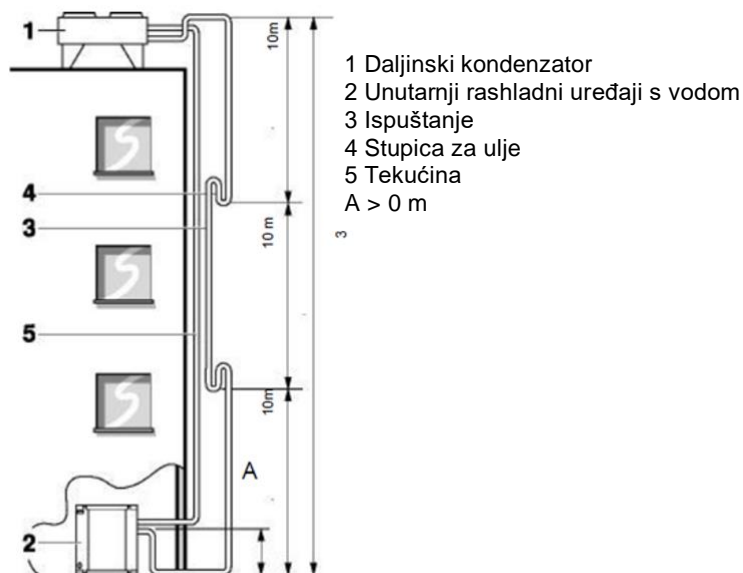 1
10m
1 Daljinski kondenzator
2 Unutarnji rashladni uređaji s vodom
3 Ispuštanje
4 Stupica za ulje
5 Tekućina
A > 0 m
4
3
10 m
3
5
10m
A
2